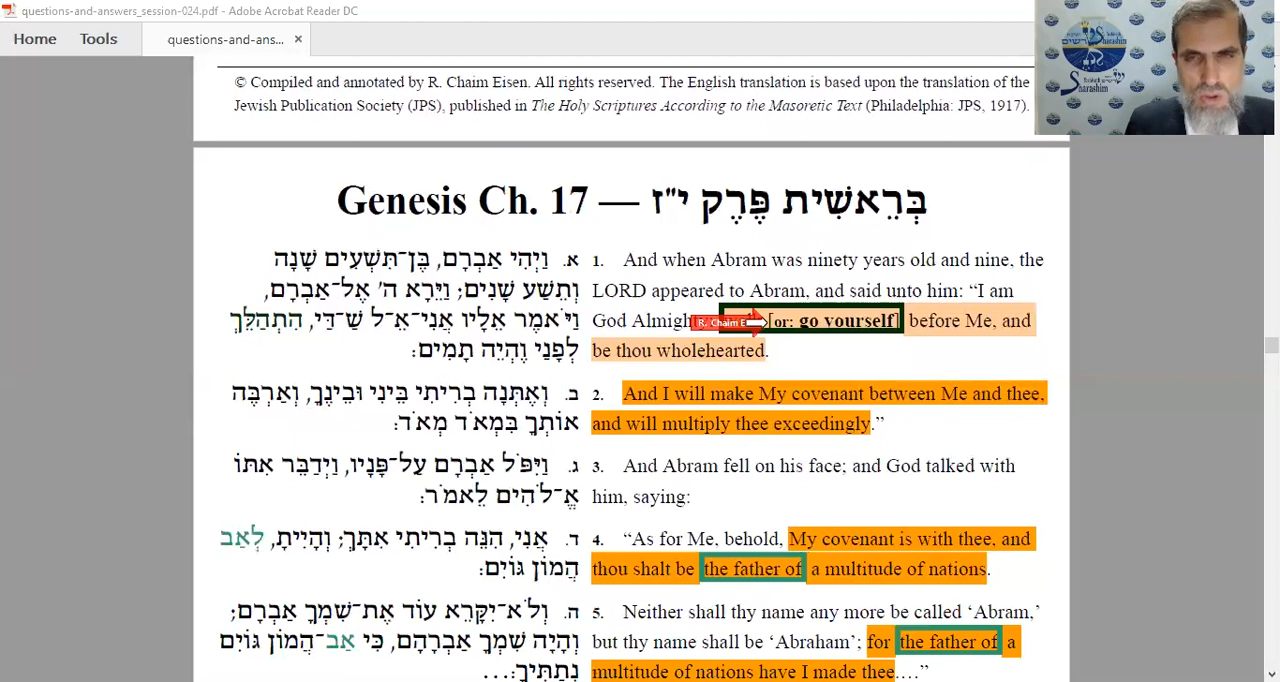 questions-and-answers_session-024.pdf - Adobe Acrobat Reader DC
Home Tools questions-and-ans... ×
© Compiled and annotated by R. Chaim Eisen. All rights reserved. The English translation is based upon the translation of the
Jewish Publication Society (JPS), published in The Holy Scriptures According to the Masoretic Text (Philadelphia: JPS, 1917).
Genesis Ch. 17 — בְּרֵאשִׁית פֶּרֶק י"ז
א. וַיְהִי אַבְרָם, בֶּן־תִּשְׁעִים שָׁנָה
וְתֵשַׁע שָׁנִים; וַיֵּרָא ה' אֶל־אַבְרָם,
וַיֹּאמֶר אֵלָיו אֲנִי־אֵ־ל שַׁ־דַּי, הִתְהַלֵּךְ
לְפָנַי וֶהְיֵה תָמִים:
1. And when Abram was ninety years old and nine, the
LORD appeared to Abram, and said unto him: “I am
God Almight R. Chaim E [or: go yourself] before Me, and
be thou wholehearted.
ב. וְאֶתְּנָה בְרִיתִי בֵּינִי וּבֵינֶךָ, וְאַרְבֶּה
אוֹתְךָ בִּמְאֹד מְאֹד:
2. And I will make My covenant between Me and thee,
and will multiply thee exceedingly.”
ג. וַיִּפֹּל אַבְרָם עַל־פָּנָיו, וַיְדַבֵּר אִתּוֹ
אֱ־לֹהִים לֵאמֹר:
3. And Abram fell on his face; and God talked with
him, saying:
ד. אֲנִי, הִנֵּה בְרִיתִי אִתָּךְ; וְהָיִיתָ, לְאַב
הֲמוֹן גּוֹיִם:
4. “As for Me, behold, My covenant is with thee, and
thou shalt be the father of a multitude of nations.
ה. וְלֹא־יִקָּרֵא עוֹד אֶת־שִׁמְךָ אַבְרָם;
וְהָיָה שִׁמְךָ אַבְרָהָם, כִּי אַב־הֲמוֹן גּוֹיִם
נְתַתִּיךָ:...
5. Neither shall thy name any more be called ‘Abram,’
but thy name shall be ‘Abraham’; for the father of a
multitude of nations have I made thee.…”